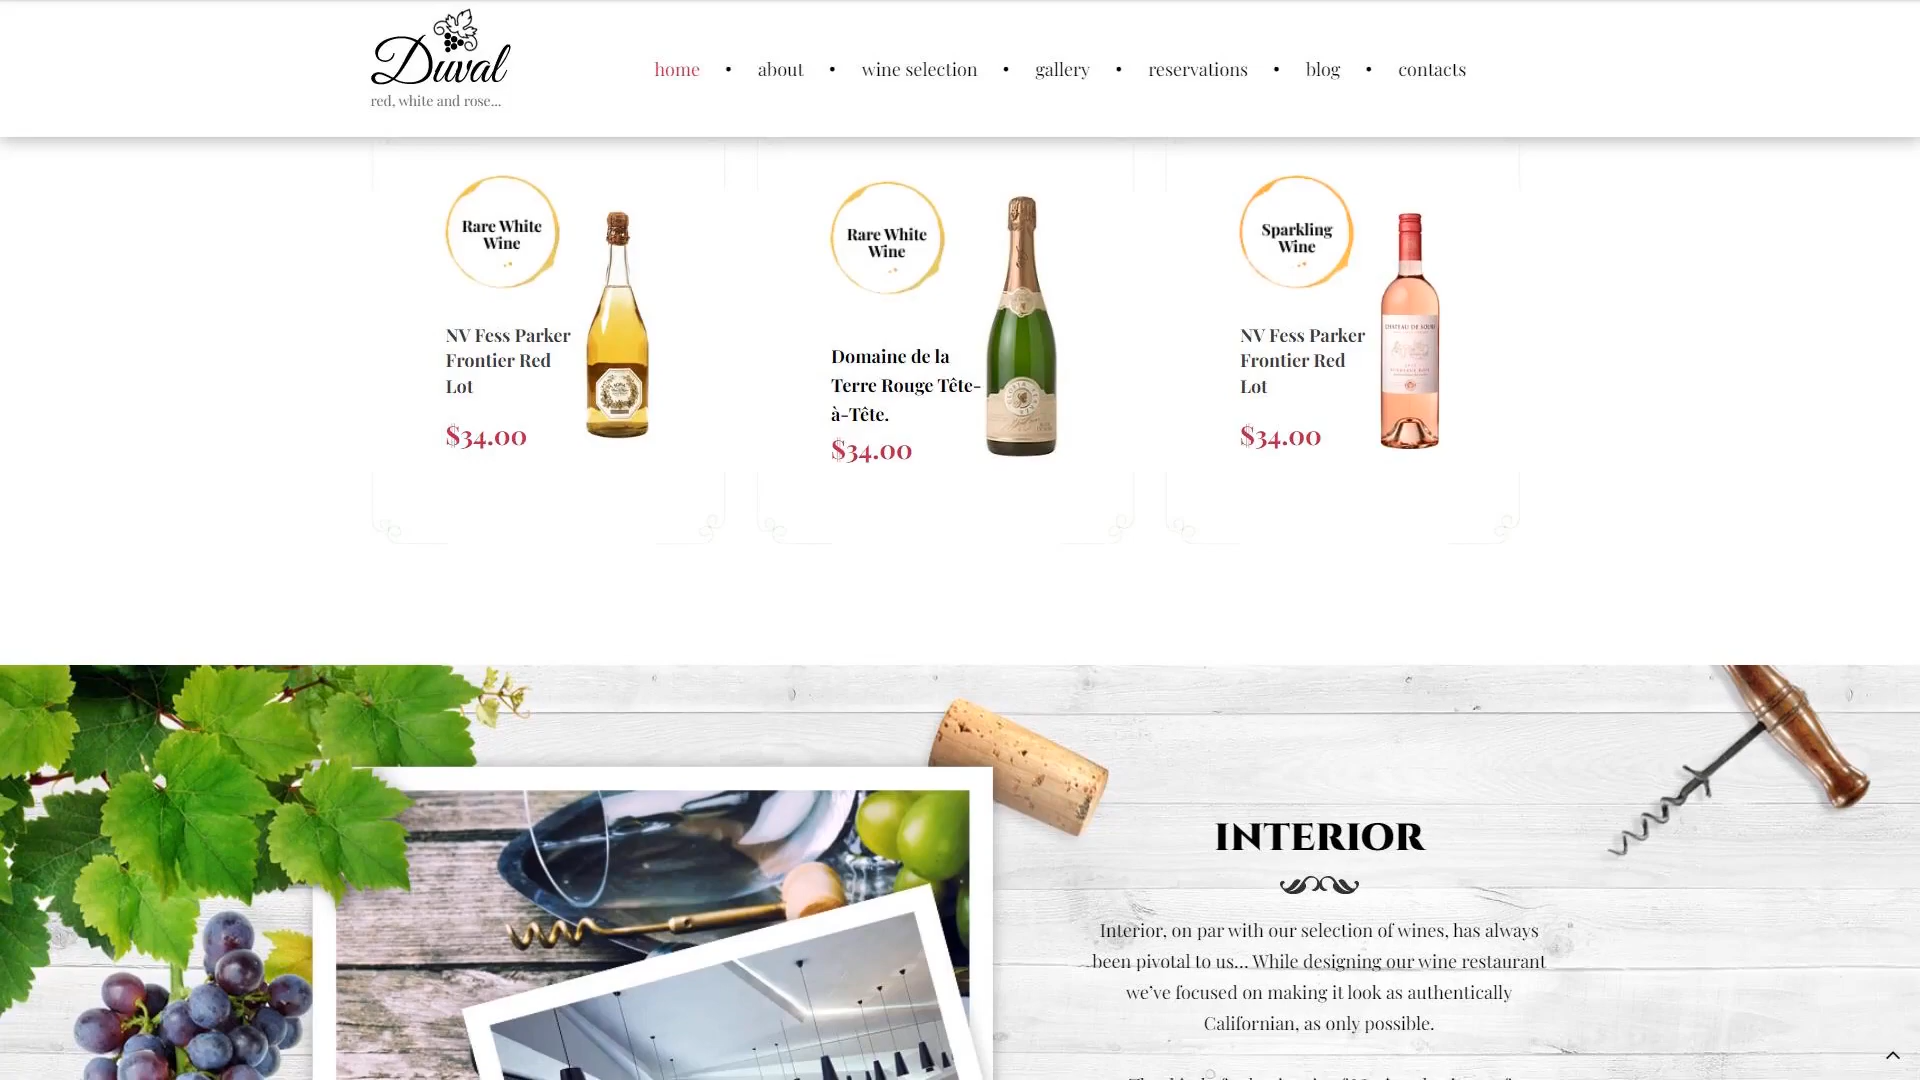 Duval
red, white and rose...
home • about • wine selection • gallery • reservations • blog • contacts
Rare White
Wine
NV Fess Parker
Frontier Red
Lot
$34.00
Rare White
Wine
Domaine de la
Terre Rouge Tête-
à-Tête.
$34.00
Sparkling
Wine
NV Fess Parker
Frontier Red
Lot
$34.00
INTERIOR
Interior, on par with our selection of wines, has always
been pivotal to us... While designing our wine restaurant
we've focused on making it look as authentically
Californian, as only possible.